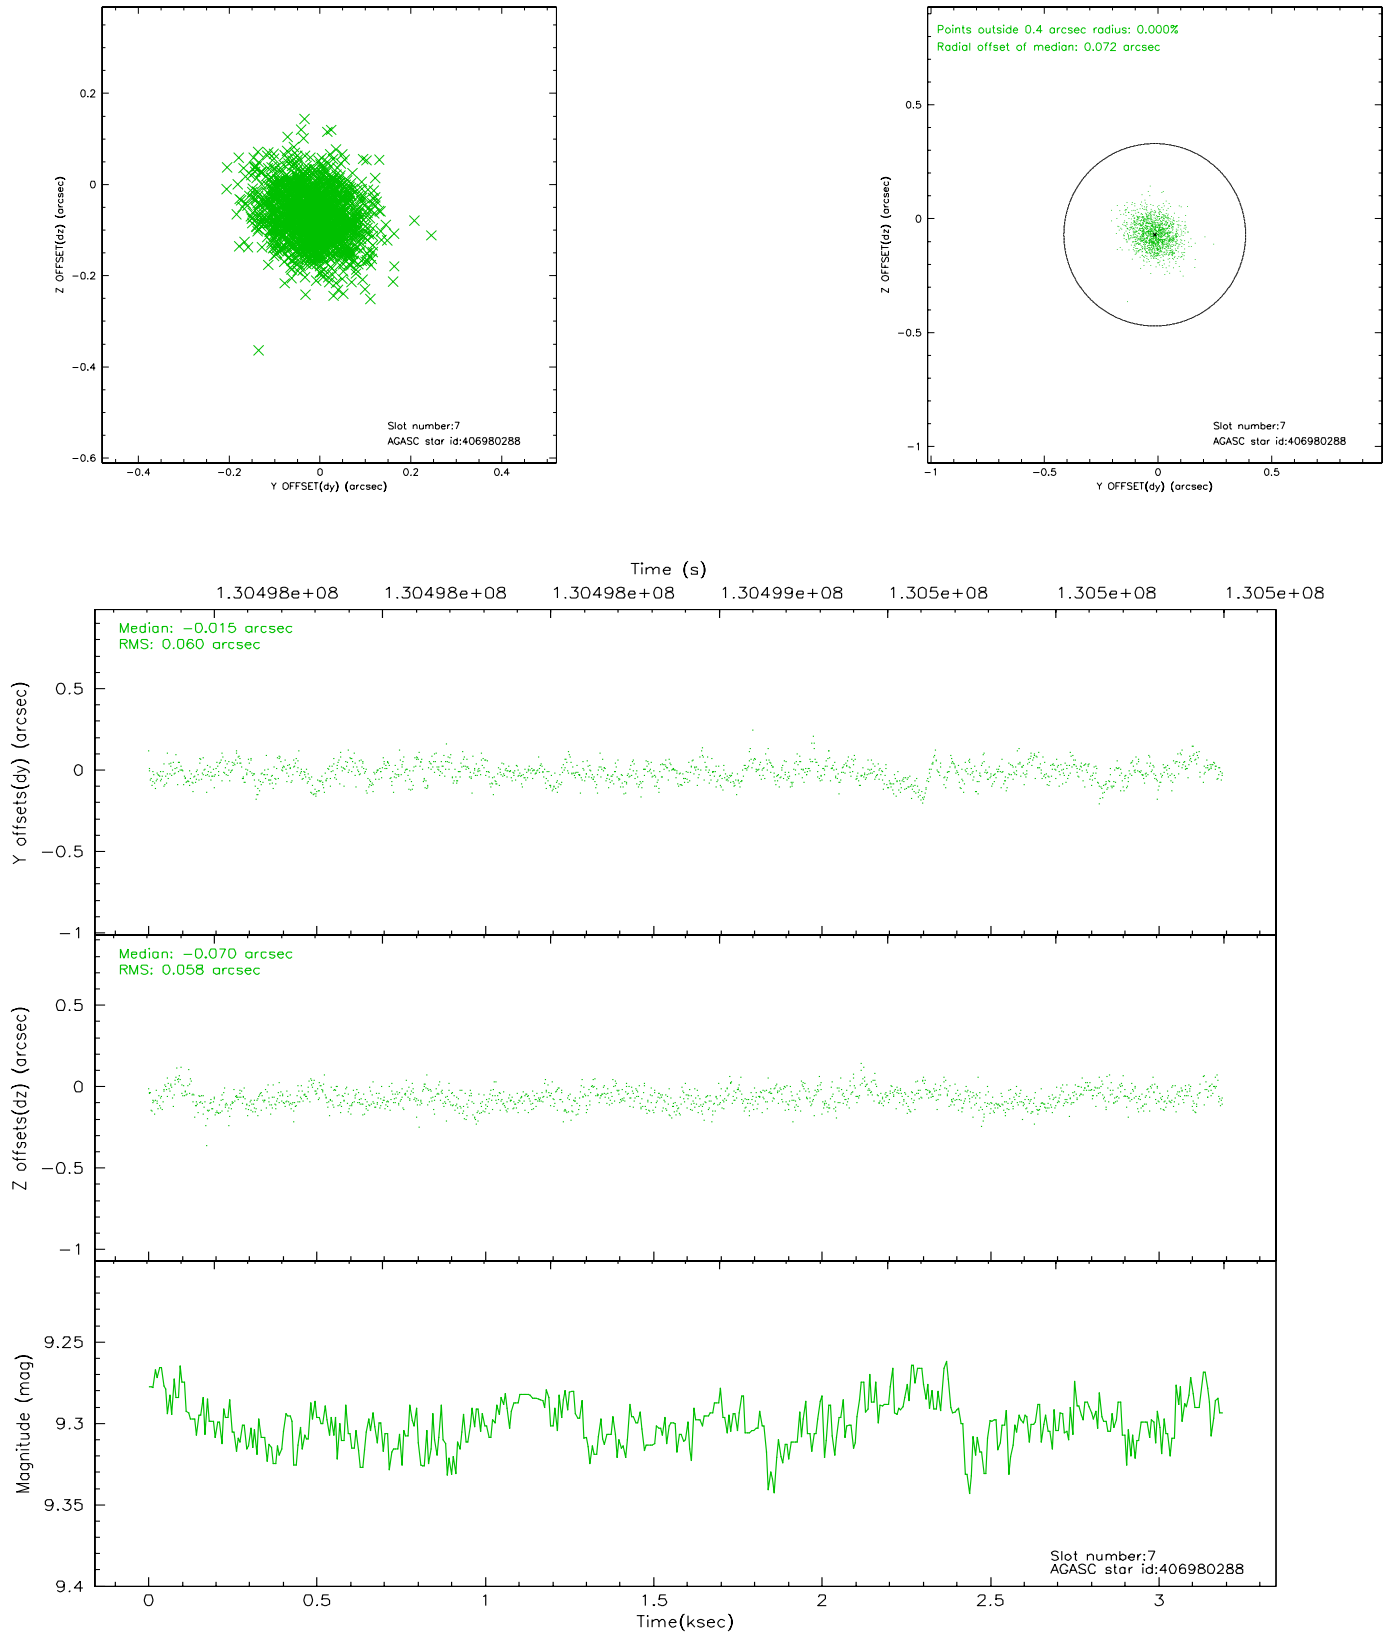 0.2
0
-0.2
-0.4
-0.6
Z OFFSET(dz) (arcsec)
Slot number:7
AGASC star id:406980288
-0.4 -0.2 0 0.2 0.4
Y OFFSET(dy) (arcsec)
Points outside 0.4 arcsec radius: 0.000%
Radial offset of median: 0.072 arcsec
0.5
0
-0.5
-1
Z OFFSET(dz) (arcsec)
Slot number:7
AGASC star id:406980288
-1 -0.5 0 0.5
Y OFFSET(dy) (arcsec)
Time (s)
1.30498e+08 1.30498e+08 1.30498e+08 1.30499e+08 1.305e+08 1.305e+08 1.305e+08
Median: -0.015 arcsec
RMS: 0.060 arcsec
0.5
0
-0.5
-1
Y offsets(dy) (arcsec)
Median: -0.070 arcsec
RMS: 0.058 arcsec
0.5
0
-0.5
-1
Z offsets(dz) (arcsec)
9.25
9.3
9.35
9.4
Magnitude (mag)
Slot number:7
AGASC star id:406980288
0 0.5 1 1.5 2 2.5 3
Time(ksec)